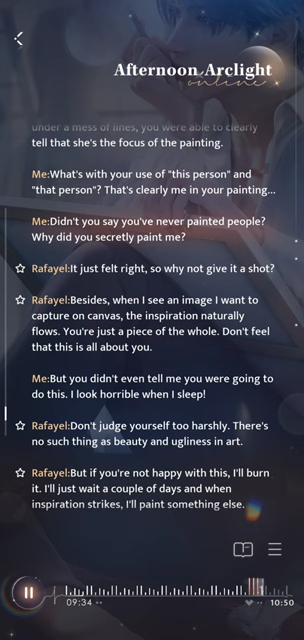 Afternoon Arclight
online
under a mess of lines, you were able to clearly
tell that she's the focus of the painting.
Me:What's with your use of "this person" and
"that person"? That's clearly me in your painting...
Me:Didn't you say you've never painted people?
Why did you secretly paint me?
Rafayel:It just felt right, so why not give it a shot?
Rafayel:Besides, when I see an image I want to
capture on canvas, the inspiration naturally
flows. You're just a piece of the whole. Don't feel
that this is all about you.
Me:But you didn't even tell me you were going to
do this. I look horrible when I sleep!
Rafayel:Don't judge yourself too harshly. There's
no such thing as beauty and ugliness in art.
Rafayel:But if you're not happy with this, I'll burn
it. I'll just wait a couple of days and when
inspiration strikes, I'll paint something else.
09:34
10:50